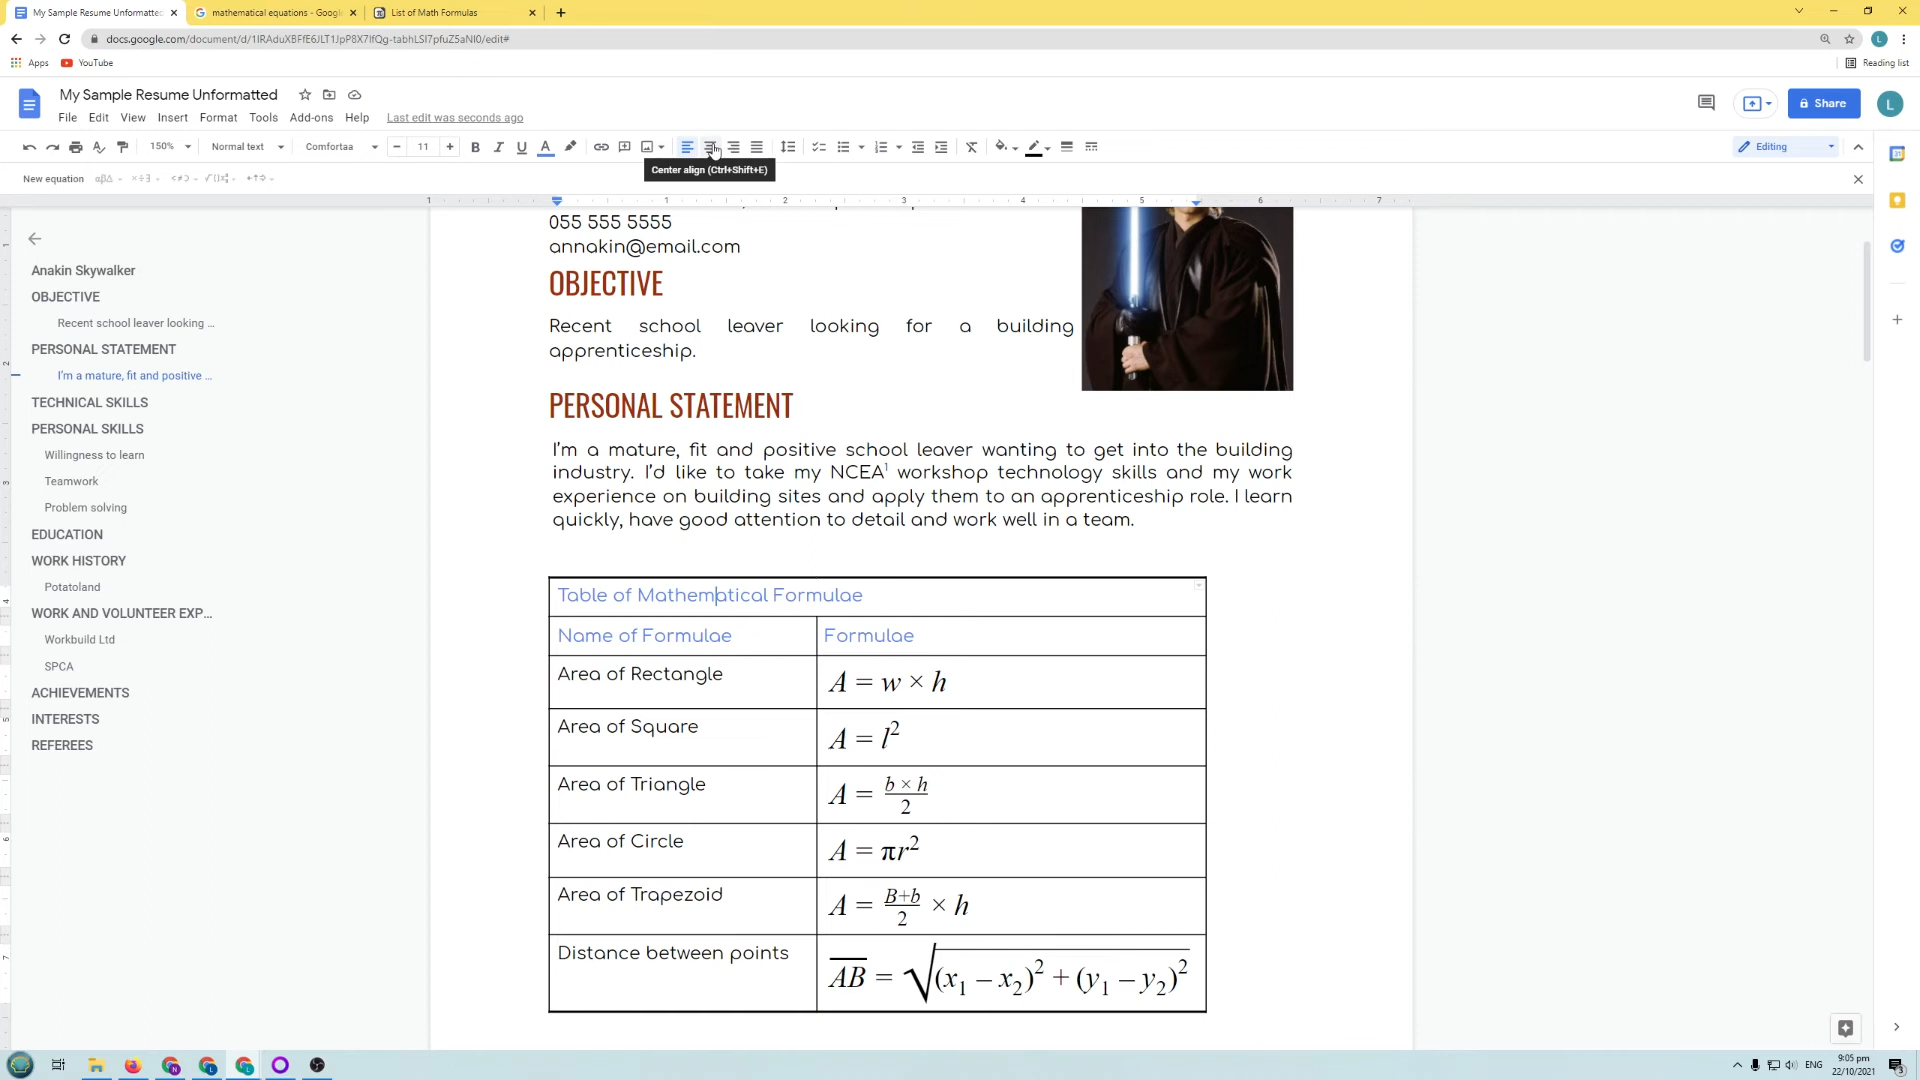 My Sample Resume Unformatted
mathematical equations - Google
List of Math Formulas
docs.google.com/document/d/1IRAduXBFfE6JLT1JpP8X7IfQg-tabhLSI7pfuZ5aNI0/edit#
Apps
YouTube
Reading list
My Sample Resume Unformatted
File Edit View Insert Format Tools Add-ons Help Last edit was seconds ago
Share
L
150% Normal text Comfortaa 11
Editing
Center align (Ctrl+Shift+E)
New equation
1 1 2 3 4 5 6 7
Anakin Skywalker
OBJECTIVE
Recent school leaver looking ...
PERSONAL STATEMENT
I'm a mature, fit and positive ...
TECHNICAL SKILLS
PERSONAL SKILLS
Willingness to learn
Teamwork
Problem solving
EDUCATION
WORK HISTORY
Potatoland
WORK AND VOLUNTEER EXP...
Workbuild Ltd
SPCA
ACHIEVEMENTS
INTERESTS
REFEREES
055 555 5555
annakin@email.com
OBJECTIVE
Recent school leaver looking for a building
apprenticeship.
PERSONAL STATEMENT
I'm a mature, fit and positive school leaver wanting to get into the building
industry. I'd like to take my NCEA¹ workshop technology skills and my work
experience on building sites and apply them to an apprenticeship role. I learn
quickly, have good attention to detail and work well in a team.
Table of Mathematical Formulae
Name of Formulae Formulae
Area of Rectangle A = w × h
Area of Square A = l²
Area of Triangle A = b × h / 2
Area of Circle A = πr²
Area of Trapezoid A = B+b / 2 × h
Distance between points AB = √(x₁ − x₂)² + (y₁ − y₂)²
ENG
9:05 pm
22/10/2021